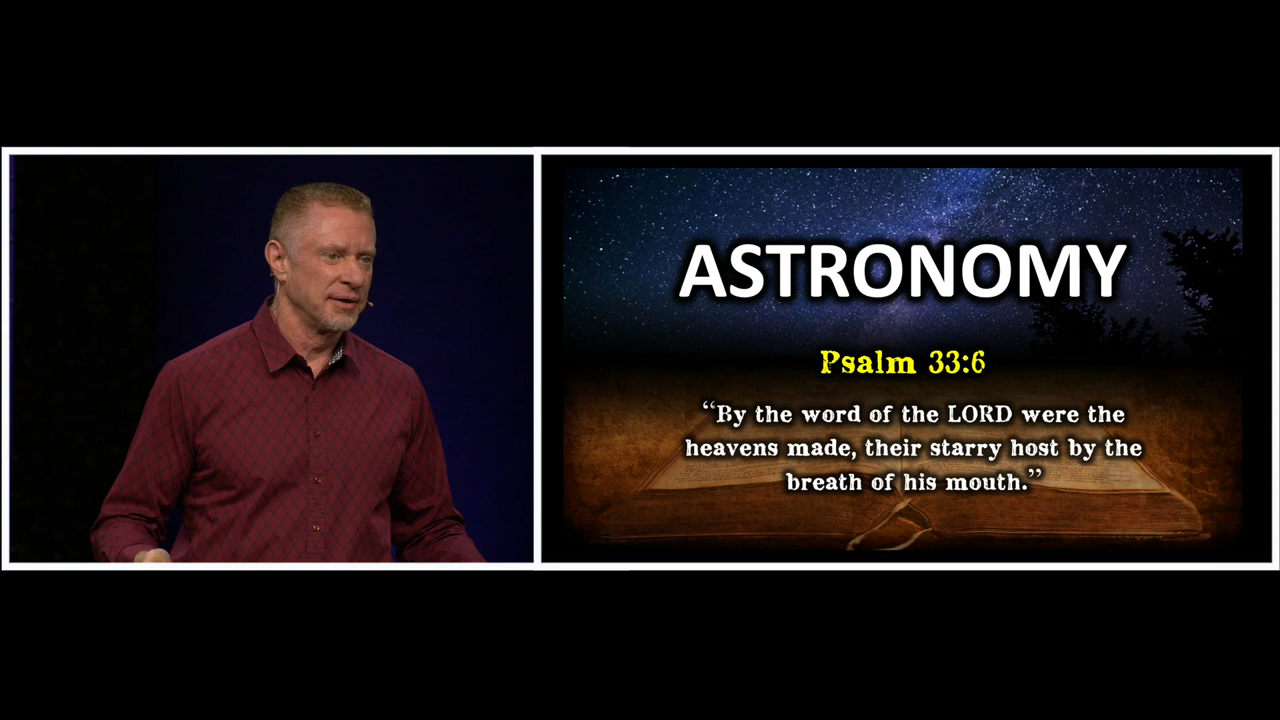 ASTRONOMY
Psalm 33:6
“By the word of the LORD were the
heavens made, their starry host by the
breath of his mouth.”